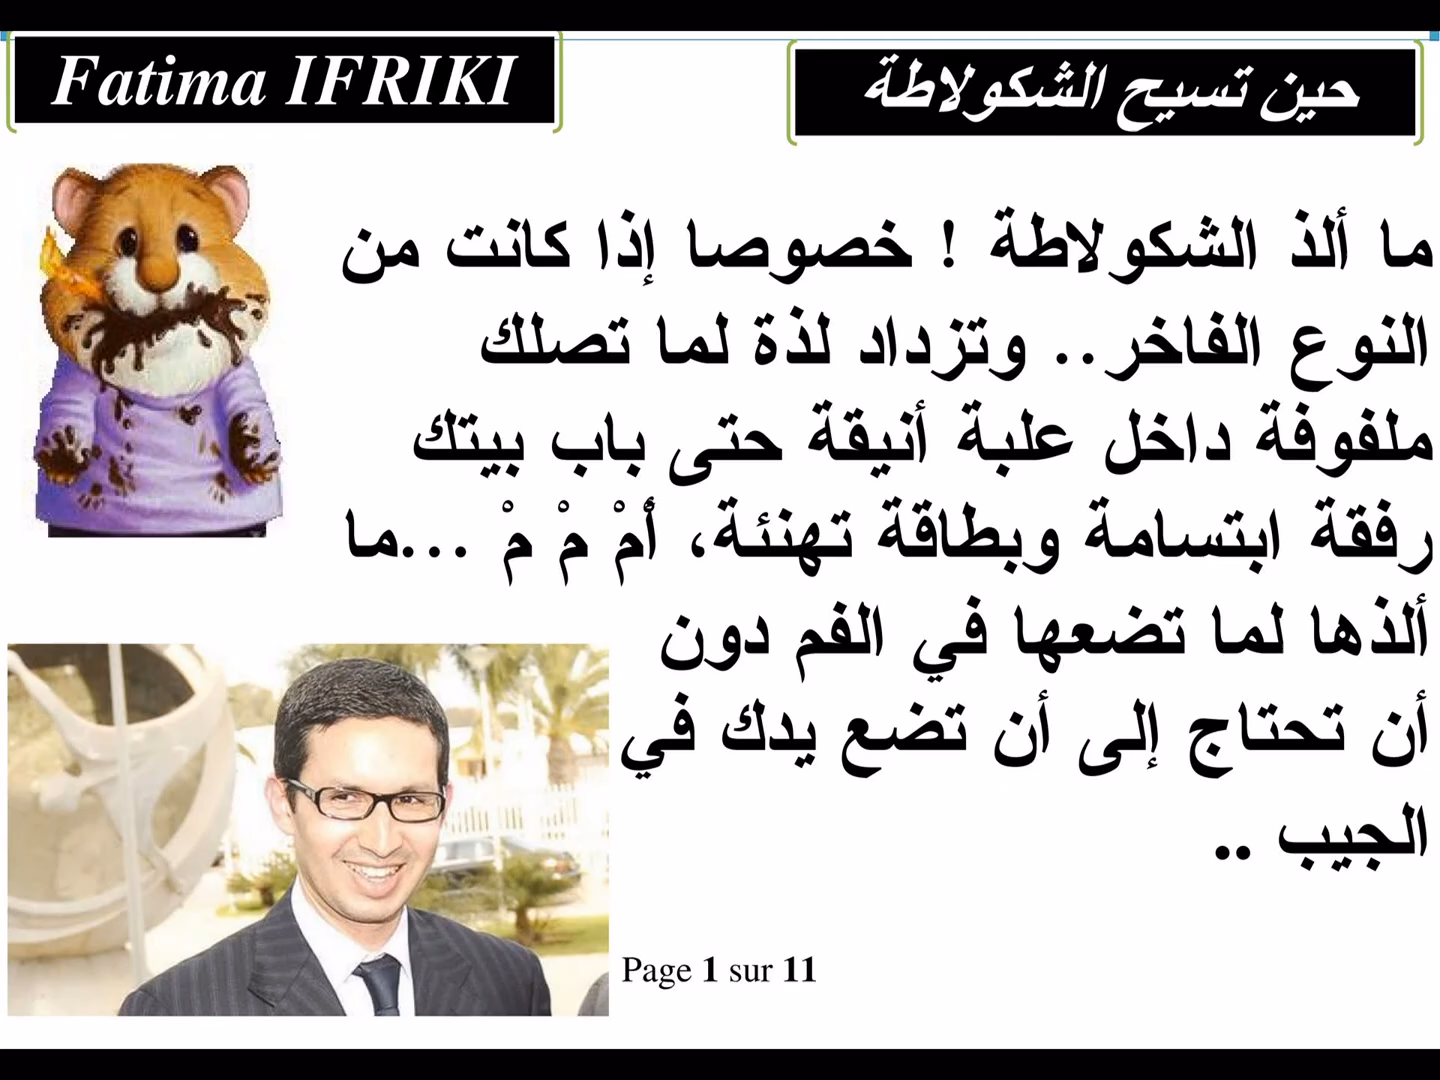 Fatima IFRIKI
حين تسيح الشكولاطة
ما ألذ الشكولاطة ! خصوصا إذا كانت من
النوع الفاخر.. وتزداد لذة لما تصلك
ملفوفة داخل علبة أنيقة حتى باب بيتك
رفقة ابتسامة وبطاقة تهنئة، أمْ مْ مْ ...ما
ألذها لما تضعها في الفم دون
أن تحتاج إلى أن تضع يدك في
الجيب ..
Page 1 sur 11